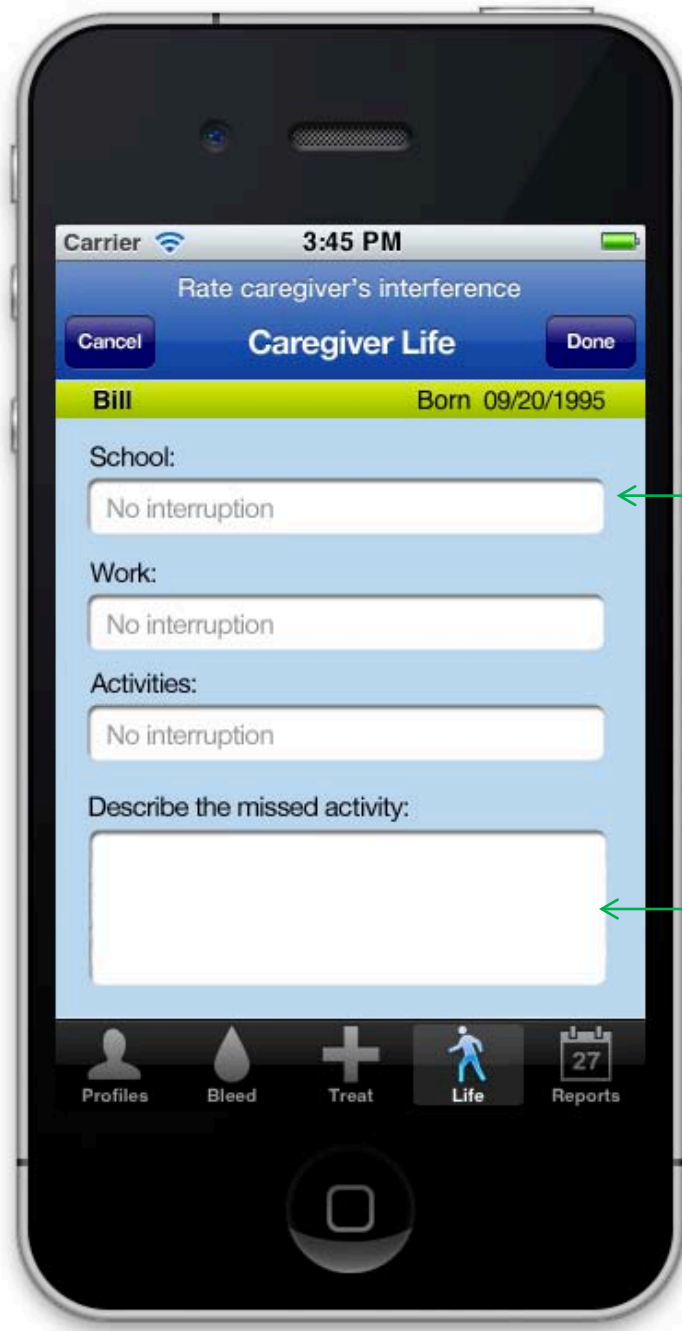 Carrier 3:45 PM
Rate caregiver's interference
Cancel Caregiver Life Done
Bill Born 09/20/1995
School:
No interruption
Work:
No interruption
Activities:
No interruption
Describe the missed activity:
27
Profiles Bleed Treat Life Reports